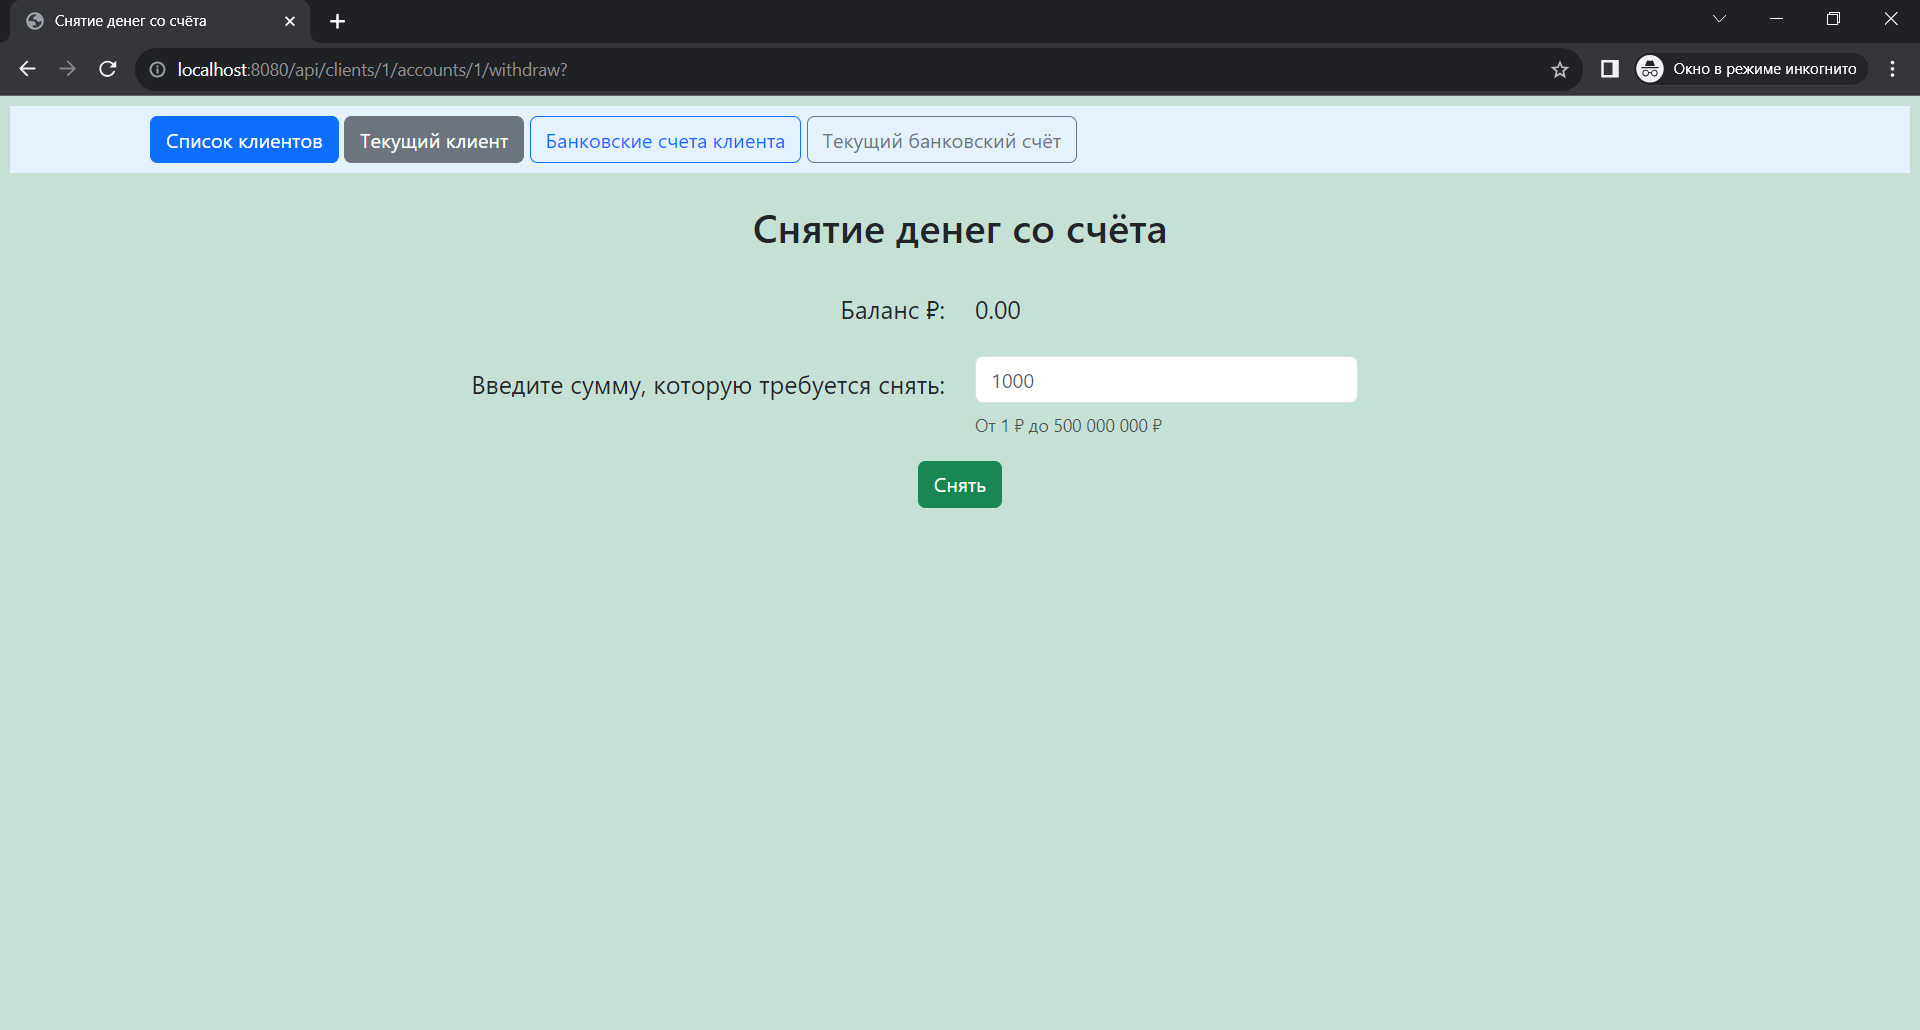 Снятие денег со счёта
localhost:8080/api/clients/1/accounts/1/withdraw?
Окно в режиме инкогнито
Список клиентов
Текущий клиент
Банковские счета клиента
Текущий банковский счёт
Снятие денег со счёта
Баланс ₽: 0.00
Введите сумму, которую требуется снять: 1000
От 1 ₽ до 500 000 000 ₽
Снять